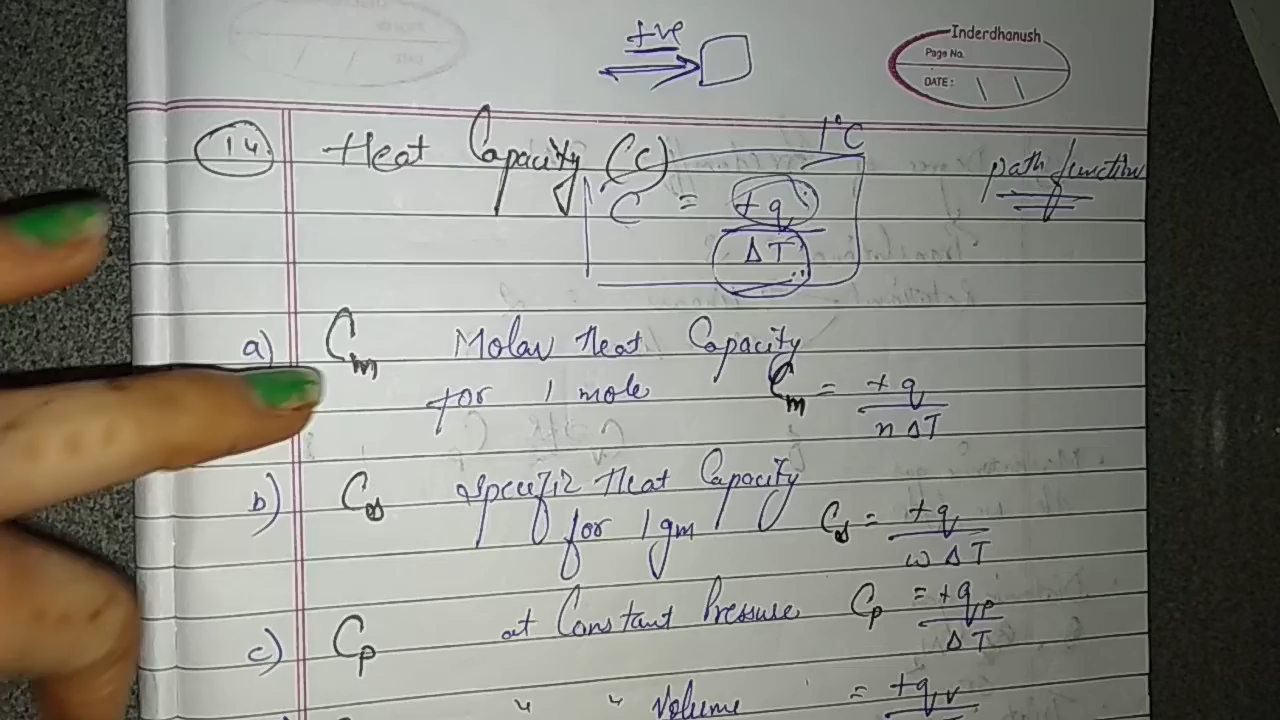 +ve
Inderdhanush
Page No.
DATE:
14 Heat Capacity (C)
1°C
path function
C = +q / ΔT
a) Cm Molar Heat Capacity
for 1 mole Cm = +q / nΔT
b) Cs Specific Heat Capacity
for 1 gm Cs = +q / wΔT
c) Cp at Constant Pressure Cp = +qp / ΔT
" " Volume = +qv